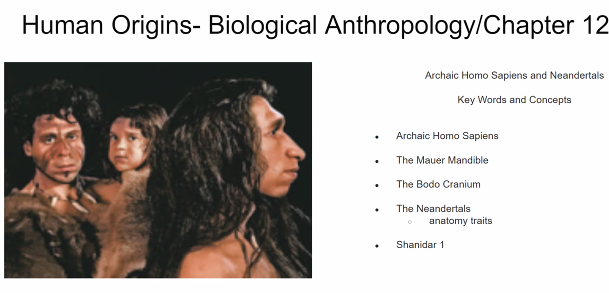 Human Origins- Biological Anthropology/Chapter 12
Archaic Homo Sapiens and Neandertals
Key Words and Concepts
Archaic Homo Sapiens
The Mauer Mandible
The Bodo Cranium
The Neandertals
anatomy traits
Shanidar 1